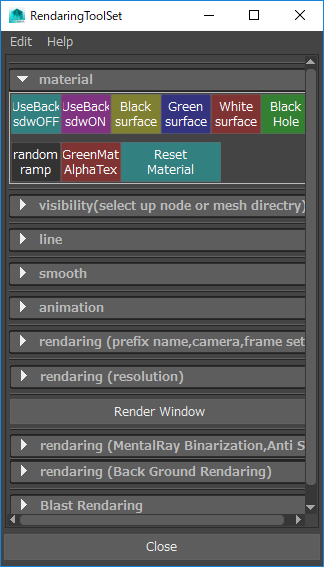 RendaringToolSet
Edit Help
material
UseBack UseBack Black Green White Black
sdwOFF sdwON surface surface surface Hole
random GreenMat Reset
ramp AlphaTex Material
visibility(select up node or mesh directry)
line
smooth
animation
rendaring (prefix name,camera,frame set
rendaring (resolution)
Render Window
rendaring (MentalRay Binarization,Anti S
rendaring (Back Ground Rendaring)
Blast Rendaring
Close